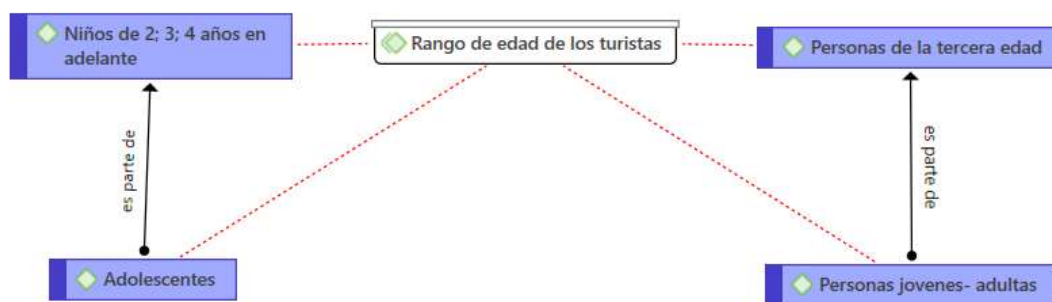 Niños de 2; 3; 4 años en
adelante
Rango de edad de los turistas
Personas de la tercera edad
es parte de
es parte de
Adolescentes
Personas jovenes- adultas